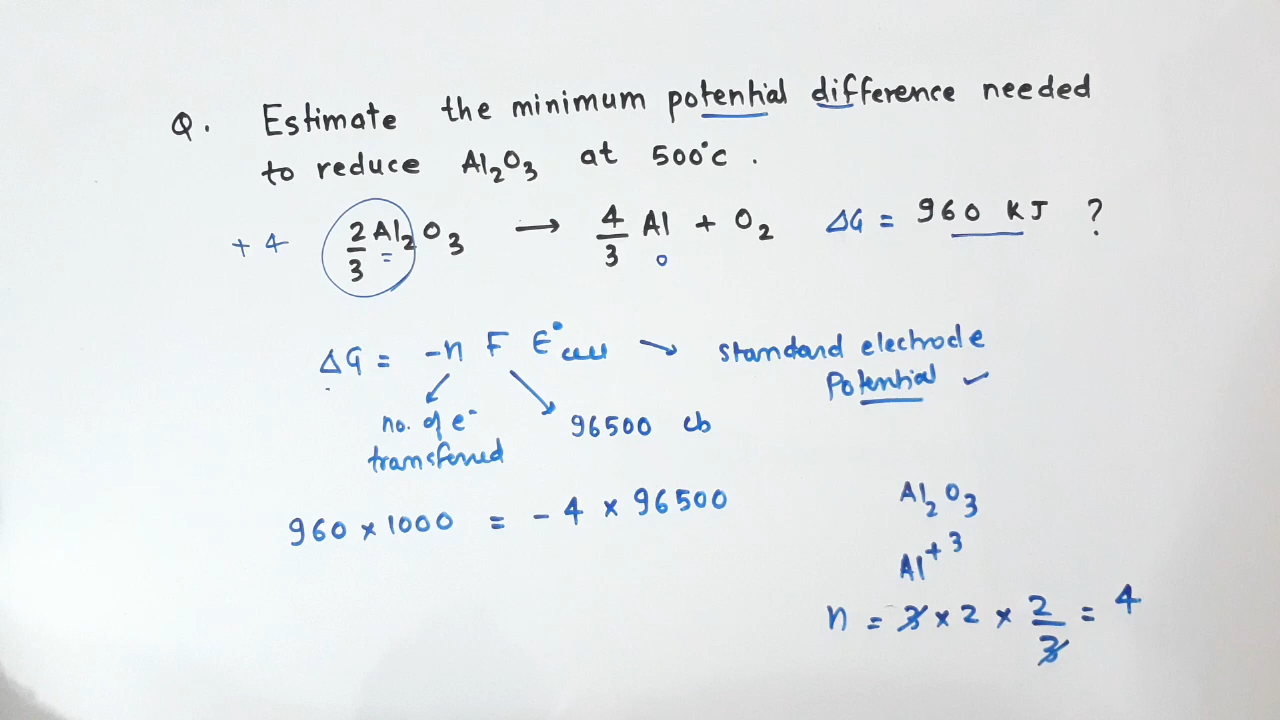 Q. Estimate the minimum potential difference needed
to reduce Al₂O₃ at 500°C .
+ 4 2/3 Al₂O₃ → 4/3 Al + O₂ ΔG = 960 KJ ?
0
ΔG = -n F E°cell → standard electrode
Potential ✓
no. of e⁻ 96500 cb
transferred
960 × 1000 = - 4 × 96500
Al₂O₃
Al⁺³
n = 3 × 2 × 2/3 = 4